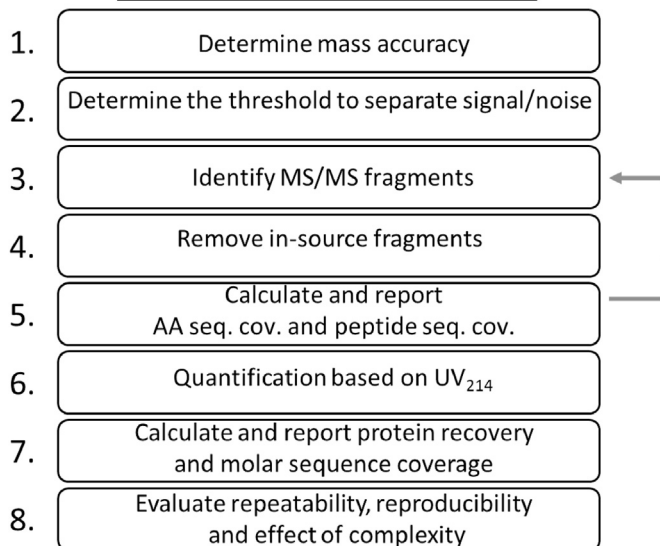 1. Determine mass accuracy
2. Determine the threshold to separate signal/noise
3. Identify MS/MS fragments
4. Remove in-source fragments
5. Calculate and report
AA seq. cov. and peptide seq. cov.
6. Quantification based on UV214
7. Calculate and report protein recovery
and molar sequence coverage
8. Evaluate repeatability, reproducibility
and effect of complexity